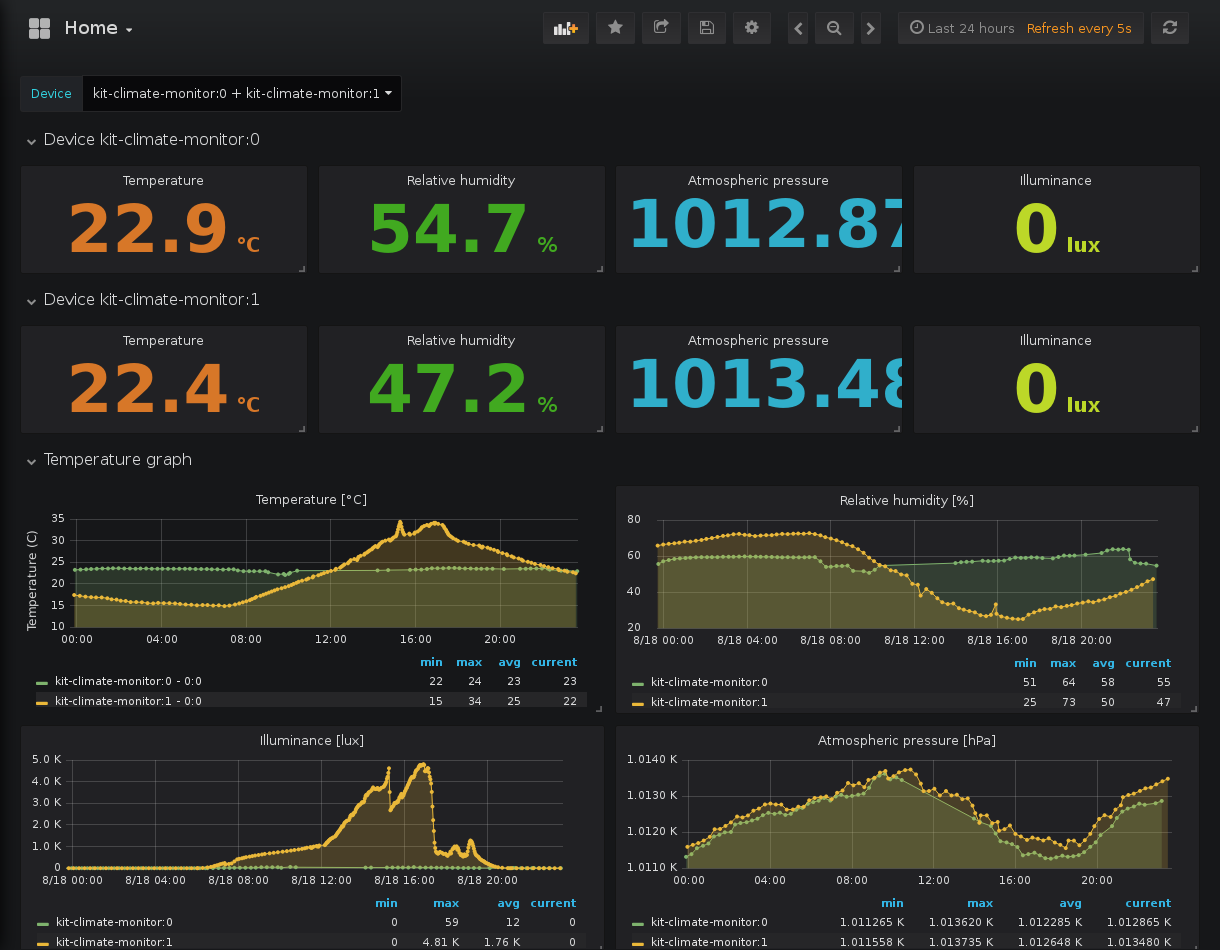 Home
Last 24 hours Refresh every 5s
Device kit-climate-monitor:0 + kit-climate-monitor:1
Device kit-climate-monitor:0
Temperature Relative humidity Atmospheric pressure Illuminance
22.9 °C 54.7 % 1012.87 0 lux
Device kit-climate-monitor:1
Temperature Relative humidity Atmospheric pressure Illuminance
22.4 °C 47.2 % 1013.48 0 lux
Temperature graph
Temperature [°C]
Temperature (C)
35
30
25
20
15
10
00:00 04:00 08:00 12:00 16:00 20:00
min max avg current
kit-climate-monitor:0 - 0:0 22 24 23 23
kit-climate-monitor:1 - 0:0 15 34 25 22
Relative humidity [%]
80
60
40
20
8/18 00:00 8/18 04:00 8/18 08:00 8/18 12:00 8/18 16:00 8/18 20:00
min max avg current
kit-climate-monitor:0 51 64 58 55
kit-climate-monitor:1 25 73 50 47
Illuminance [lux]
5.0 K
4.0 K
3.0 K
2.0 K
1.0 K
0
8/18 00:00 8/18 04:00 8/18 08:00 8/18 12:00 8/18 16:00 8/18 20:00
min max avg current
kit-climate-monitor:0 0 59 12 0
kit-climate-monitor:1 0 4.81 K 1.76 K 0
Atmospheric pressure [hPa]
1.0140 K
1.0130 K
1.0120 K
1.0110 K
00:00 04:00 08:00 12:00 16:00 20:00
min max avg current
kit-climate-monitor:0 1.011265 K 1.013620 K 1.012285 K 1.012865 K
kit-climate-monitor:1 1.011558 K 1.013735 K 1.012648 K 1.013480 K